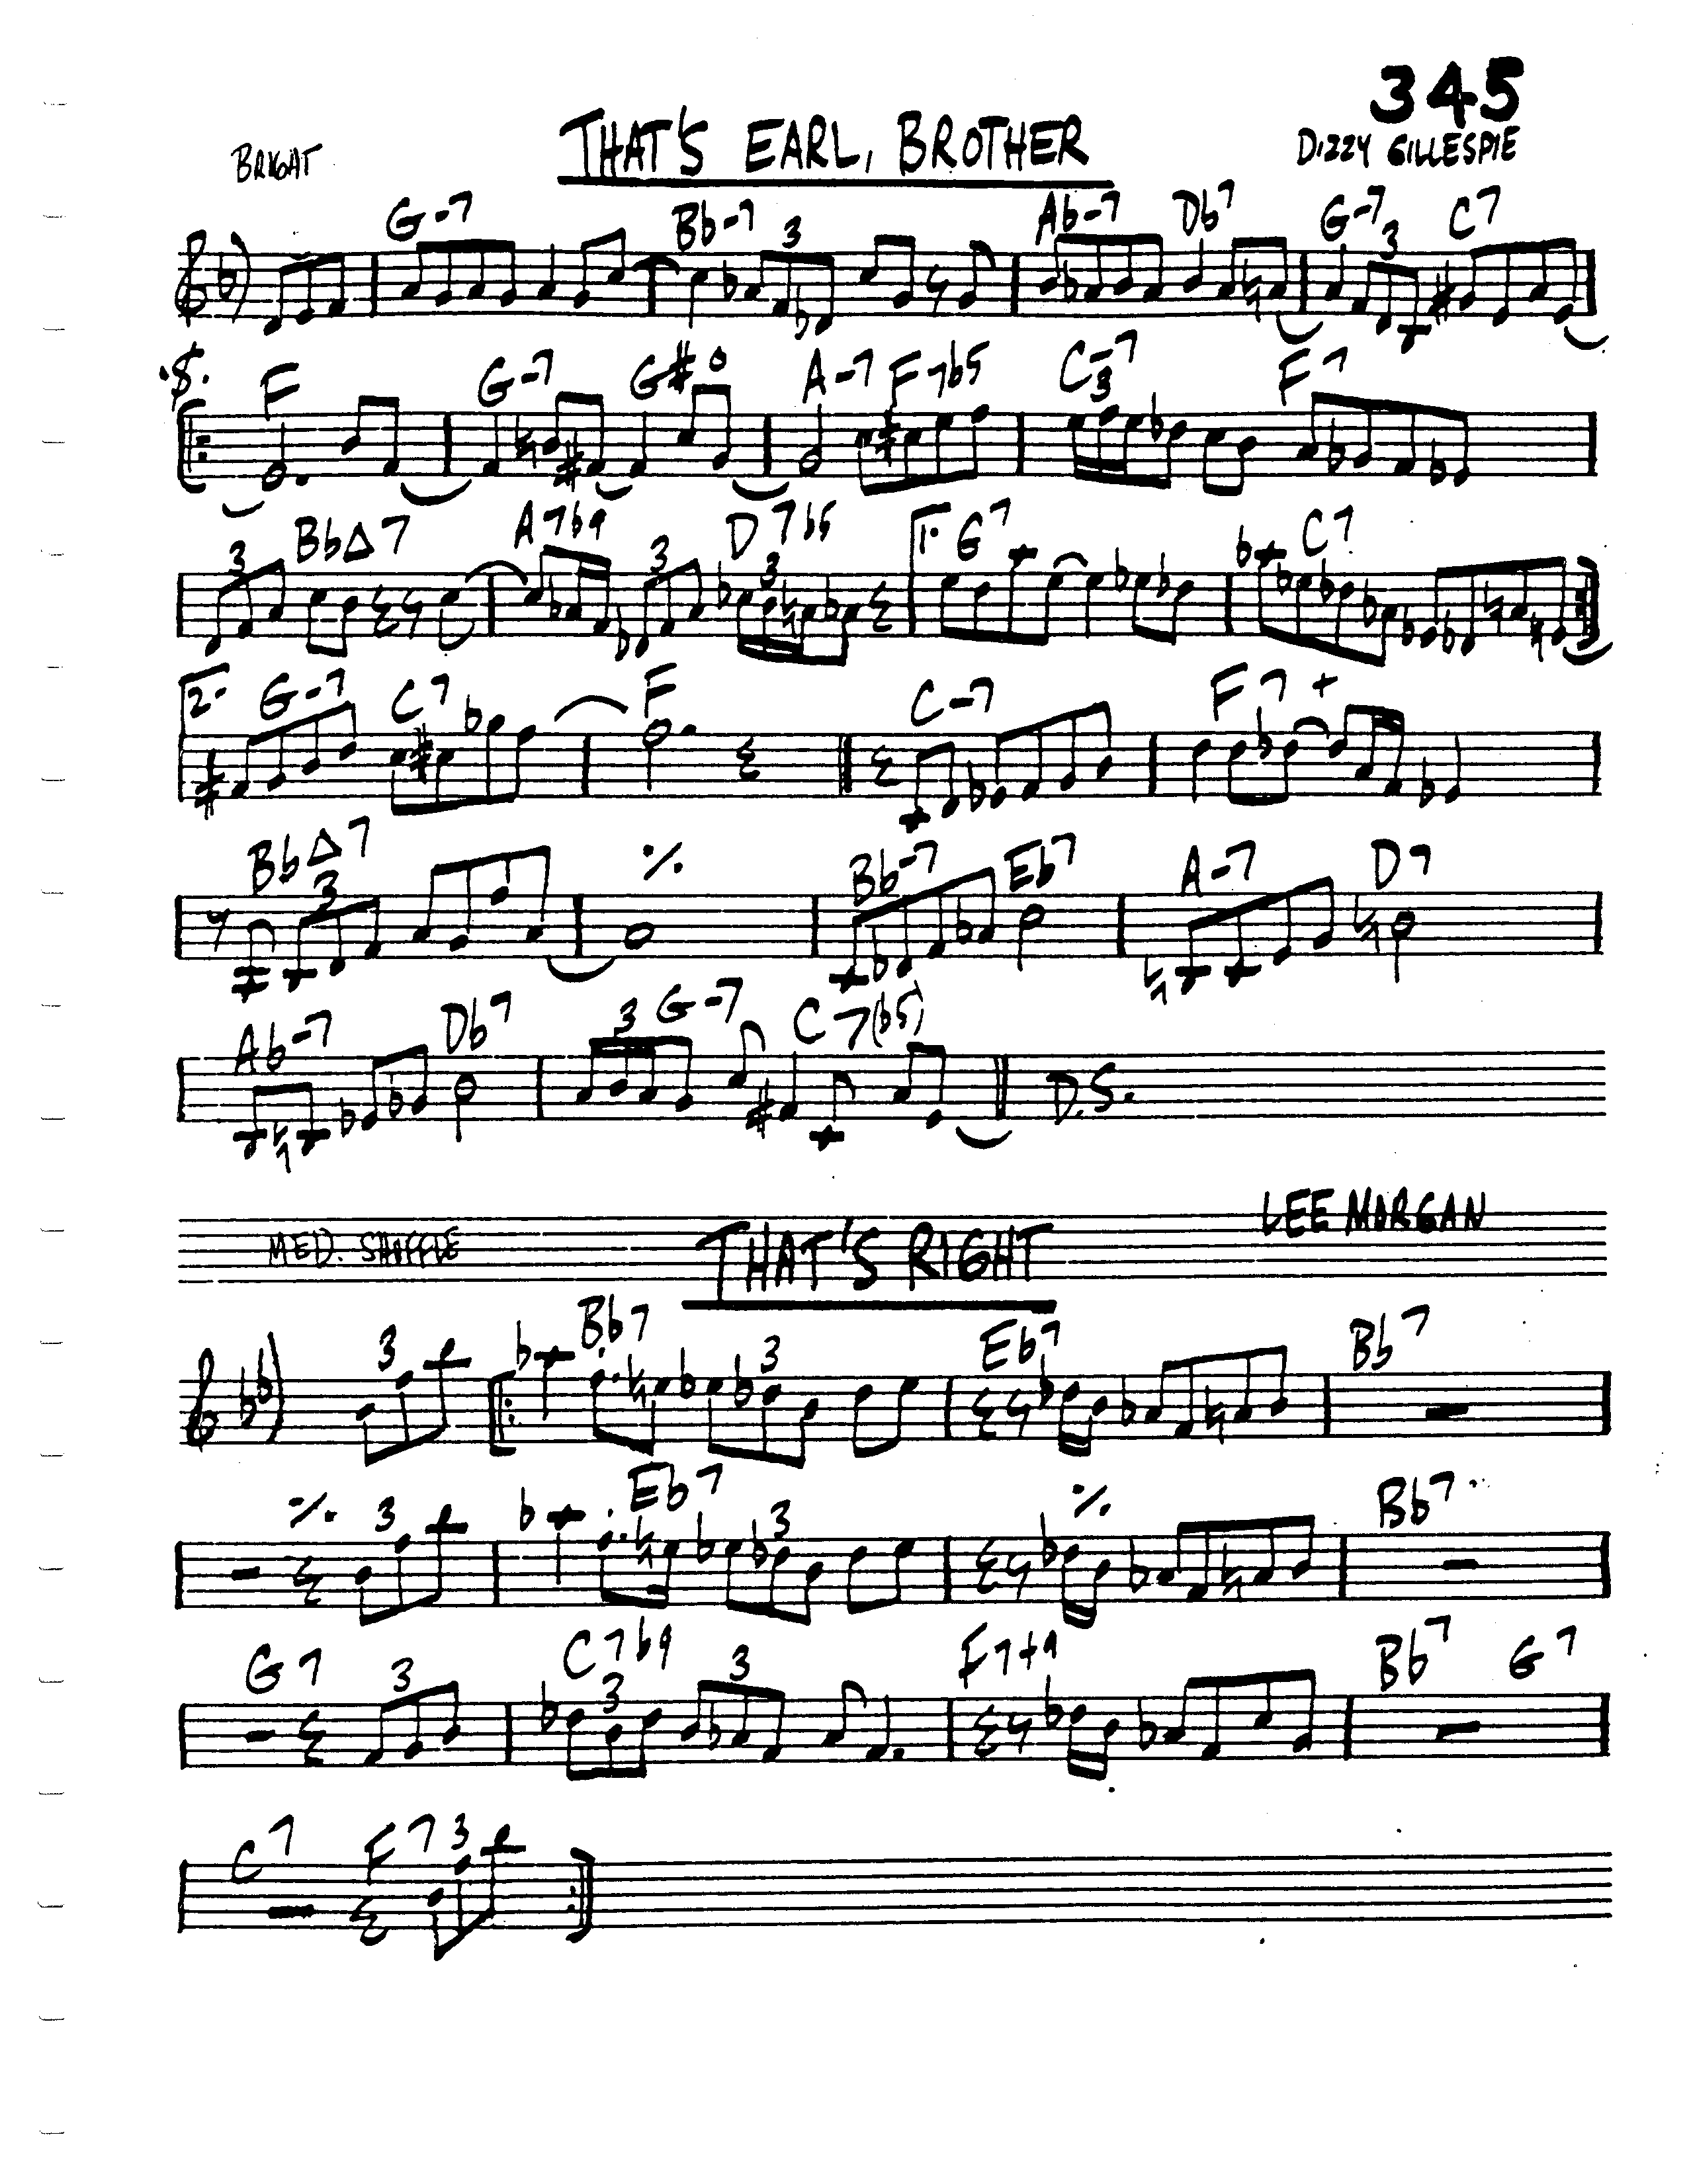 345
BRIGHT THAT'S EARL, BROTHER DIZZY GILLESPIE
G-7 Bb-7 3 Ab-7 Db7 G-7 3 C7
F G-7 G#o A-7 F7b5 C-7 3 F7
3 BbΔ7 A7b9 3 D7b5 3 1. G7 C7
2. G-7 C7 F C-7 F7+
BbΔ7 3 Bb-7 Eb7 A-7 D7
Ab-7 Db7 3 G-7 C7(b5) D.S.
MED. SHUFFLE THAT'S RIGHT LEE MORGAN
3 Bb7 3 Eb7 Bb7
3 Eb7 3 Bb7
G7 3 C7b9 3 3 F7+9 Bb7 G7
C7 F7 3